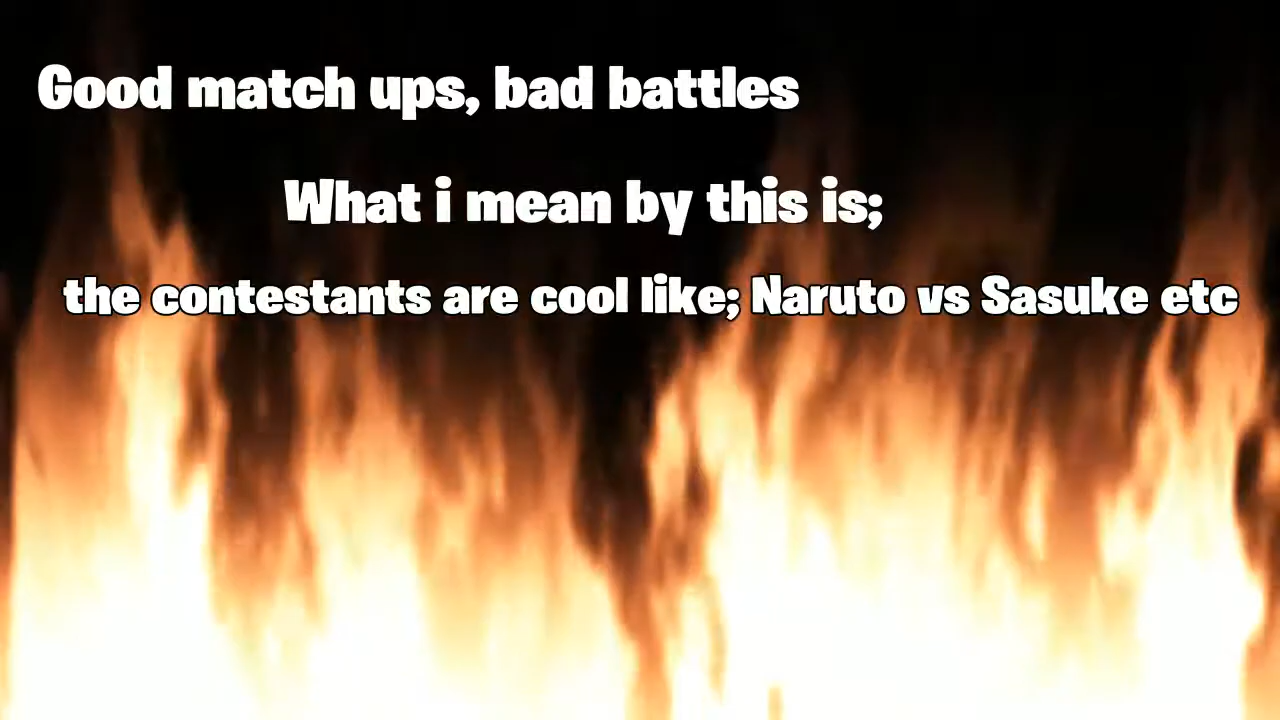 Good match ups, bad battles
What i mean by this is;
the contestants are cool like; Naruto vs Sasuke etc